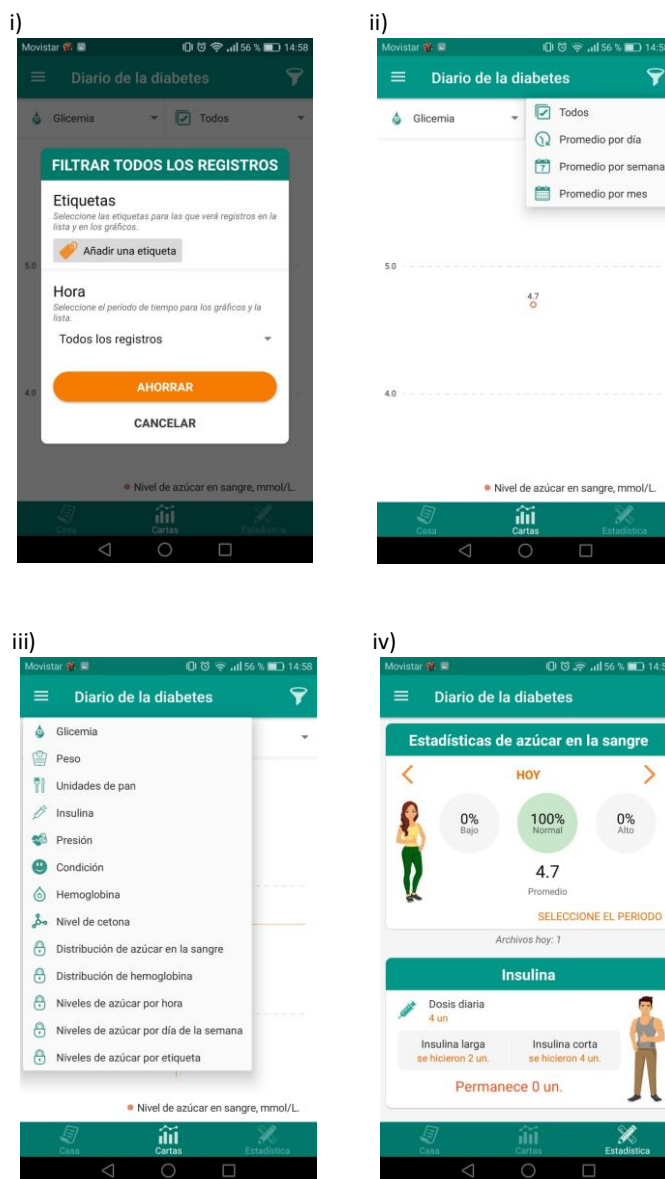 i)
Movistar 56 % 14:58
Diario de la diabetes
Glicemia Todos
FILTRAR TODOS LOS REGISTROS
Etiquetas
Seleccione las etiquetas para las que verá registros en la
lista y en los gráficos.
Añadir una etiqueta
5.0
Hora
Seleccione el período de tiempo para los gráficos y la
lista.
Todos los registros
4.0
AHORRAR
CANCELAR
Nivel de azúcar en sangre, mmol/L.
Casa Cartas Estadística
ii)
Movistar 56 % 14:58
Diario de la diabetes
Glicemia
Todos
Promedio por día
7 Promedio por semana
Promedio por mes
5.0
4.7
4.0
Nivel de azúcar en sangre, mmol/L.
Casa Cartas Estadística
iii)
Movistar 56 % 14:58
Diario de la diabetes
Glicemia
Peso
Unidades de pan
Insulina
Presión
Condición
Hemoglobina
Nivel de cetona
Distribución de azúcar en la sangre
Distribución de hemoglobina
Niveles de azúcar por hora
Niveles de azúcar por día de la semana
Niveles de azúcar por etiqueta
Nivel de azúcar en sangre, mmol/L.
Casa Cartas Estadística
iv)
Movistar 56 % 14:5
Diario de la diabetes
Estadísticas de azúcar en la sangre
HOY
0% 100% 0%
Bajo Normal Alto
4.7
Promedio
SELECCIONE EL PERIODO
Archivos hoy: 1
Insulina
Dosis diaria
4 un
Insulina larga Insulina corta
se hicieron 2 un. se hicieron 4 un.
Permanece 0 un.
Casa Cartas Estadística